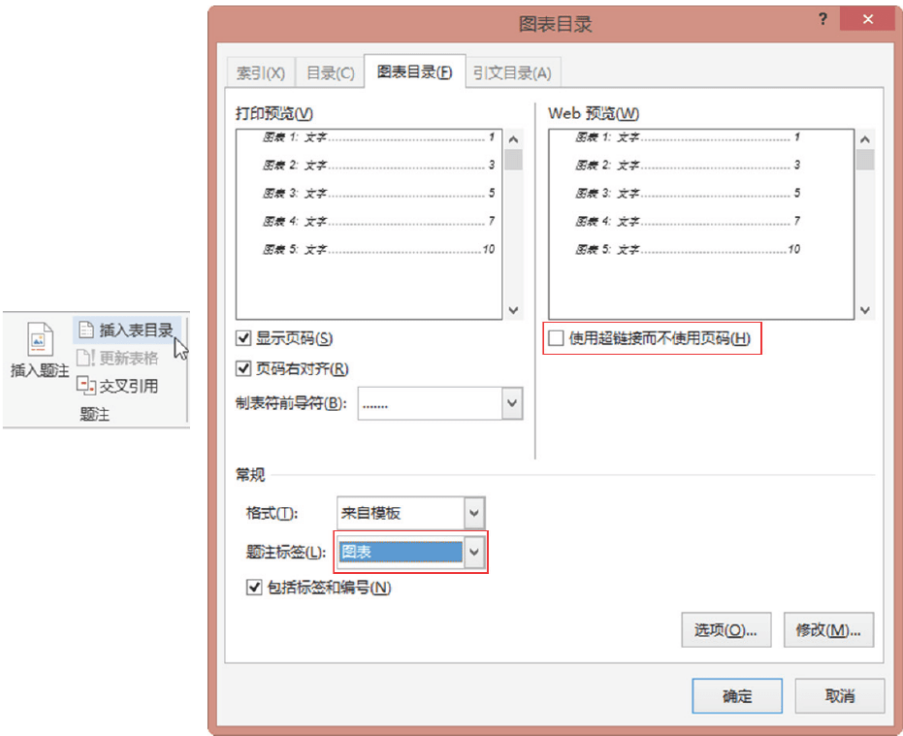 插入题注
插入表目录
更新表格
交叉引用
题注
图表目录
?
×
索引(X)
目录(C)
图表目录(F)
引文目录(A)
打印预览(V)
图表 1: 文字 ........ 1
图表 2: 文字 ........ 3
图表 3: 文字 ........ 5
图表 4: 文字 ........ 7
图表 5: 文字 ........ 10
显示页码(S)
页码右对齐(R)
制表符前导符(B): .......
Web 预览(W)
图表 1: 文字 ........ 1
图表 2: 文字 ........ 3
图表 3: 文字 ........ 5
图表 4: 文字 ........ 7
图表 5: 文字 ........ 10
使用超链接而不使用页码(H)
常规
格式(T): 来自模板
题注标签(L): 图表
包括标签和编号(N)
选项(O)... 修改(M)...
确定 取消